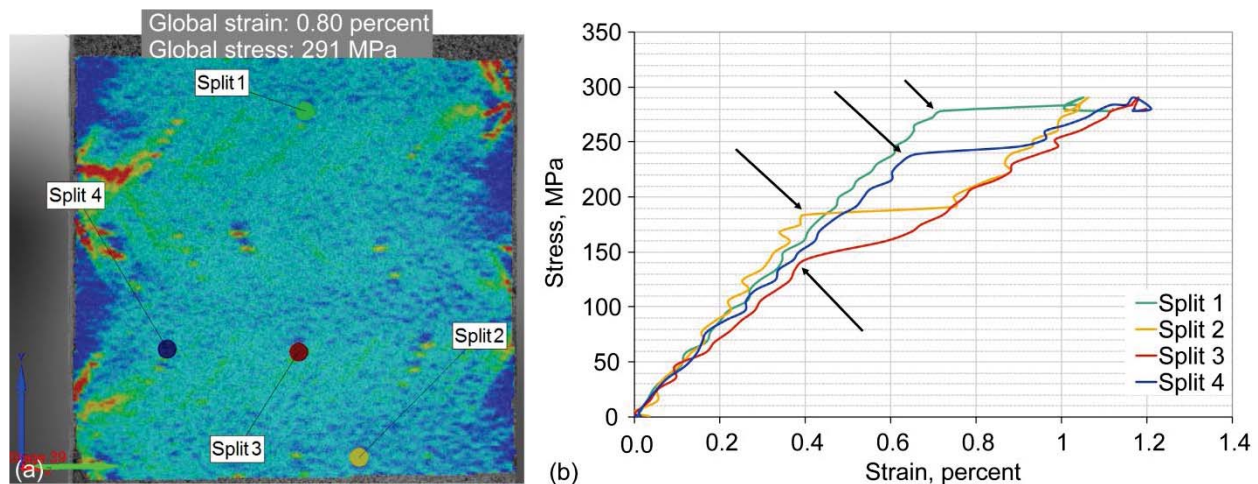 Global strain: 0.80 percent
Global stress: 291 MPa
Split 1
Split 4
Split 2
Split 3
Y
(a)
350
300
250
200
150
100
50
0
Stress, MPa
0.0
0.2
0.4
0.6
0.8
1
1.2
1.4
Strain, percent
Split 1
Split 2
Split 3
Split 4
(b)